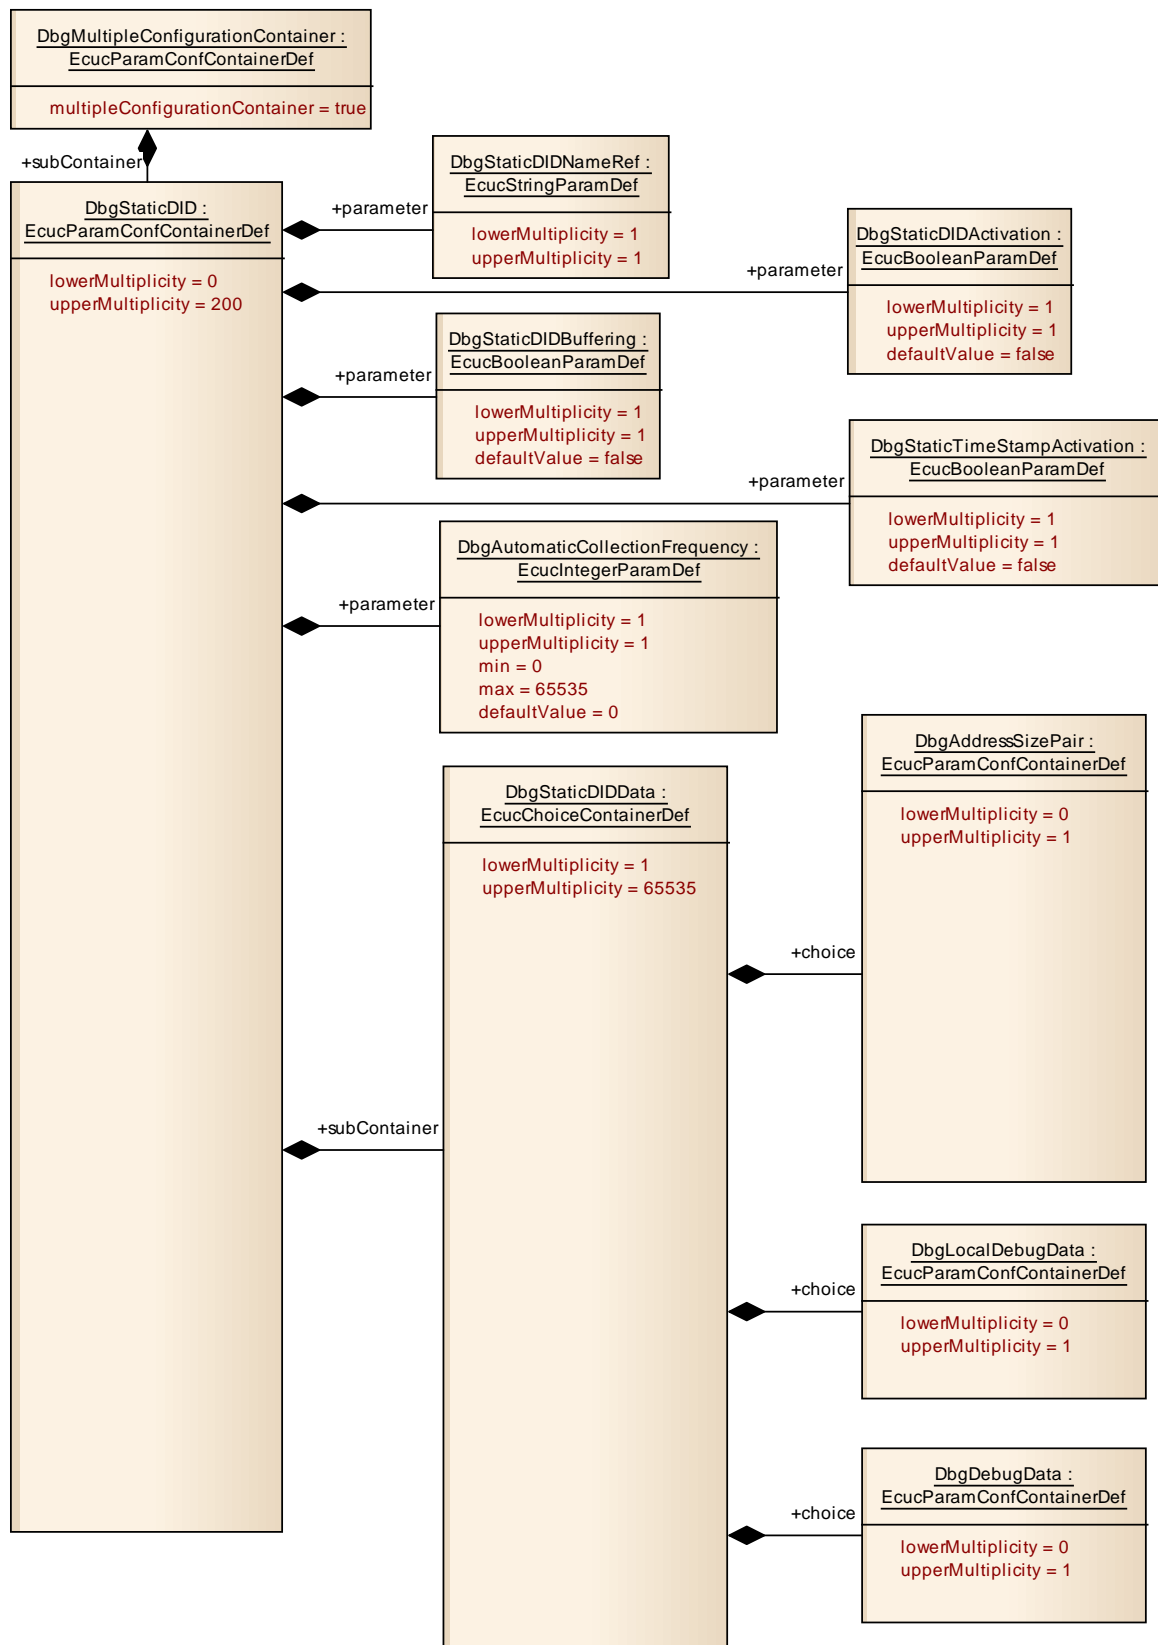 DbgMultipleConfigurationContainer :
EcucParamConfContainerDef
multipleConfigurationContainer = true
+subContainer
DbgStaticDID :
EcucParamConfContainerDef
lowerMultiplicity = 0
upperMultiplicity = 200
+parameter
DbgStaticDIDNameRef :
EcucStringParamDef
lowerMultiplicity = 1
upperMultiplicity = 1
+parameter
DbgStaticDIDActivation :
EcucBooleanParamDef
lowerMultiplicity = 1
upperMultiplicity = 1
defaultValue = false
+parameter
DbgStaticDIDBuffering :
EcucBooleanParamDef
lowerMultiplicity = 1
upperMultiplicity = 1
defaultValue = false
+parameter
DbgStaticTimeStampActivation :
EcucBooleanParamDef
lowerMultiplicity = 1
upperMultiplicity = 1
defaultValue = false
+parameter
DbgAutomaticCollectionFrequency :
EcucIntegerParamDef
lowerMultiplicity = 1
upperMultiplicity = 1
min = 0
max = 65535
defaultValue = 0
+subContainer
DbgStaticDIDData :
EcucChoiceContainerDef
lowerMultiplicity = 1
upperMultiplicity = 65535
+choice
DbgAddressSizePair :
EcucParamConfContainerDef
lowerMultiplicity = 0
upperMultiplicity = 1
+choice
DbgLocalDebugData :
EcucParamConfContainerDef
lowerMultiplicity = 0
upperMultiplicity = 1
+choice
DbgDebugData :
EcucParamConfContainerDef
lowerMultiplicity = 0
upperMultiplicity = 1